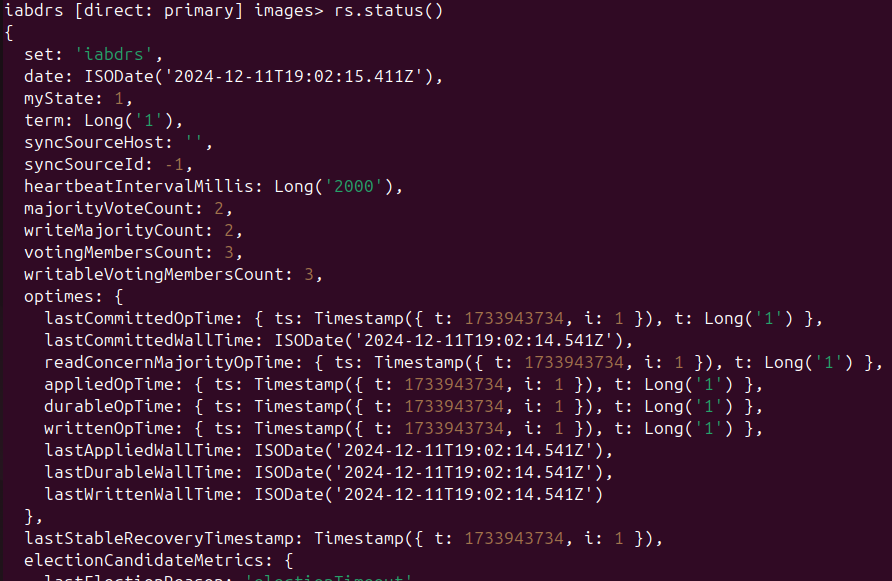 iabdrs [direct: primary] images> rs.status()
{
  set: 'iabdrs',
  date: ISODate('2024-12-11T19:02:15.411Z'),
  myState: 1,
  term: Long('1'),
  syncSourceHost: '',
  syncSourceId: -1,
  heartbeatIntervalMillis: Long('2000'),
  majorityVoteCount: 2,
  writeMajorityCount: 2,
  votingMembersCount: 3,
  writableVotingMembersCount: 3,
  optimes: {
    lastCommittedOpTime: { ts: Timestamp({ t: 1733943734, i: 1 }), t: Long('1') },
    lastCommittedWallTime: ISODate('2024-12-11T19:02:14.541Z'),
    readConcernMajorityOpTime: { ts: Timestamp({ t: 1733943734, i: 1 }), t: Long('1') },
    appliedOpTime: { ts: Timestamp({ t: 1733943734, i: 1 }), t: Long('1') },
    durableOpTime: { ts: Timestamp({ t: 1733943734, i: 1 }), t: Long('1') },
    writtenOpTime: { ts: Timestamp({ t: 1733943734, i: 1 }), t: Long('1') },
    lastAppliedWallTime: ISODate('2024-12-11T19:02:14.541Z'),
    lastDurableWallTime: ISODate('2024-12-11T19:02:14.541Z'),
    lastWrittenWallTime: ISODate('2024-12-11T19:02:14.541Z')
  },
  lastStableRecoveryTimestamp: Timestamp({ t: 1733943734, i: 1 }),
  electionCandidateMetrics: {
    lastElectionReason: 'electionTimeout',